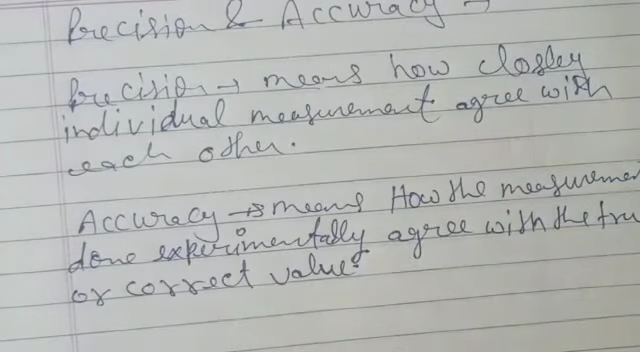 Precision & Accuracy →
Precision → means how closley
individual measurement agree with
each other.
Accuracy → means How the measuremen
done experimentally agree with the tru
or correct value